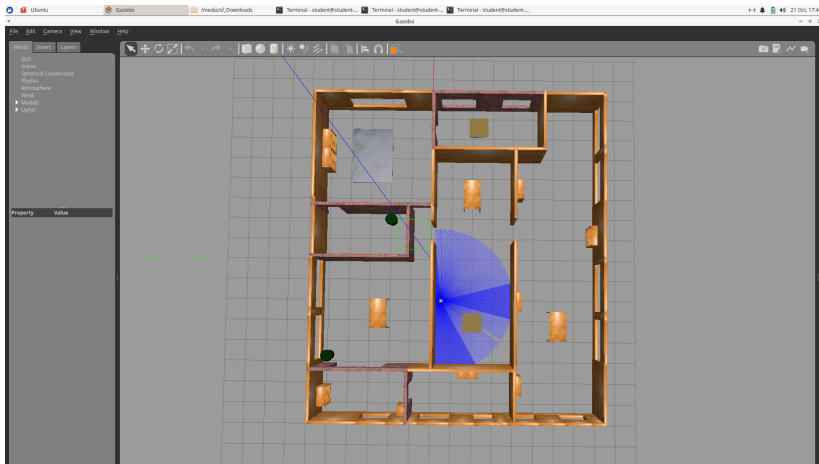 Ubuntu Gazebo /media/sf_Downloads Terminal - student@student-... Terminal - student@student-... Terminal - student@student-... 21 Oct, 17:4
Gazebo
File Edit Camera View Window Help
World Insert Layers
GUI
Scene
Spherical Coordinates
Physics
Atmosphere
Wind
Models
Lights
Property Value